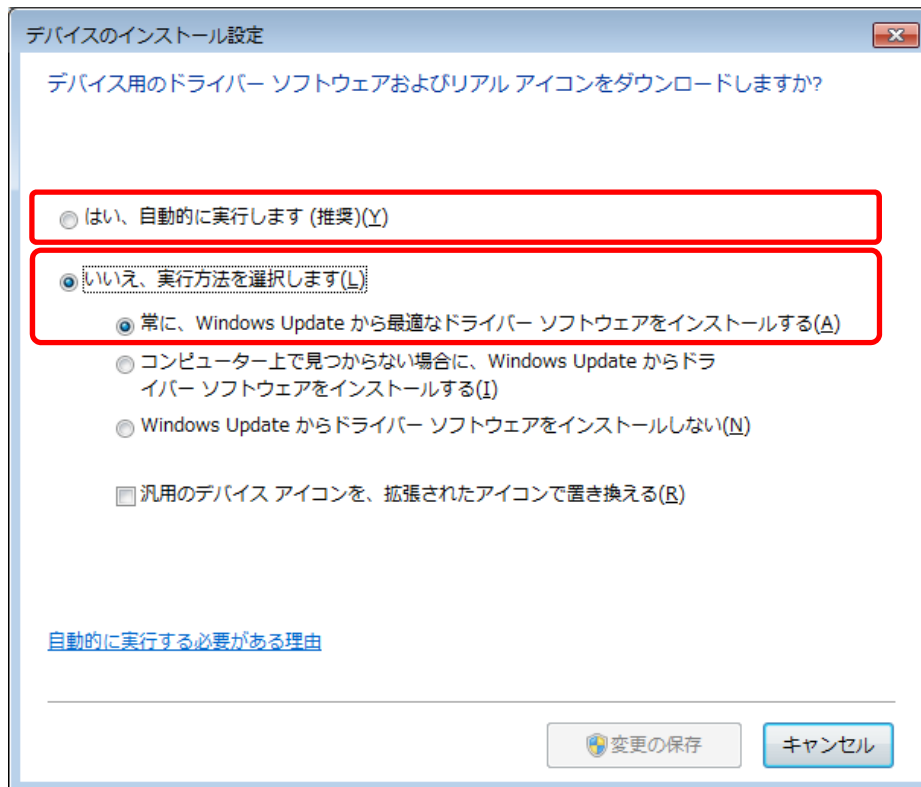 デバイスのインストール設定
デバイス用のドライバー ソフトウェアおよびリアル アイコンをダウンロードしますか?
はい、自動的に実行します (推奨)(Y)
いいえ、実行方法を選択します(L)
常に、Windows Update から最適なドライバー ソフトウェアをインストールする(A)
コンピューター上で見つからない場合に、Windows Update からドラ
イバー ソフトウェアをインストールする(I)
Windows Update からドライバー ソフトウェアをインストールしない(N)
汎用のデバイス アイコンを、拡張されたアイコンで置き換える(R)
自動的に実行する必要がある理由
変更の保存
キャンセル